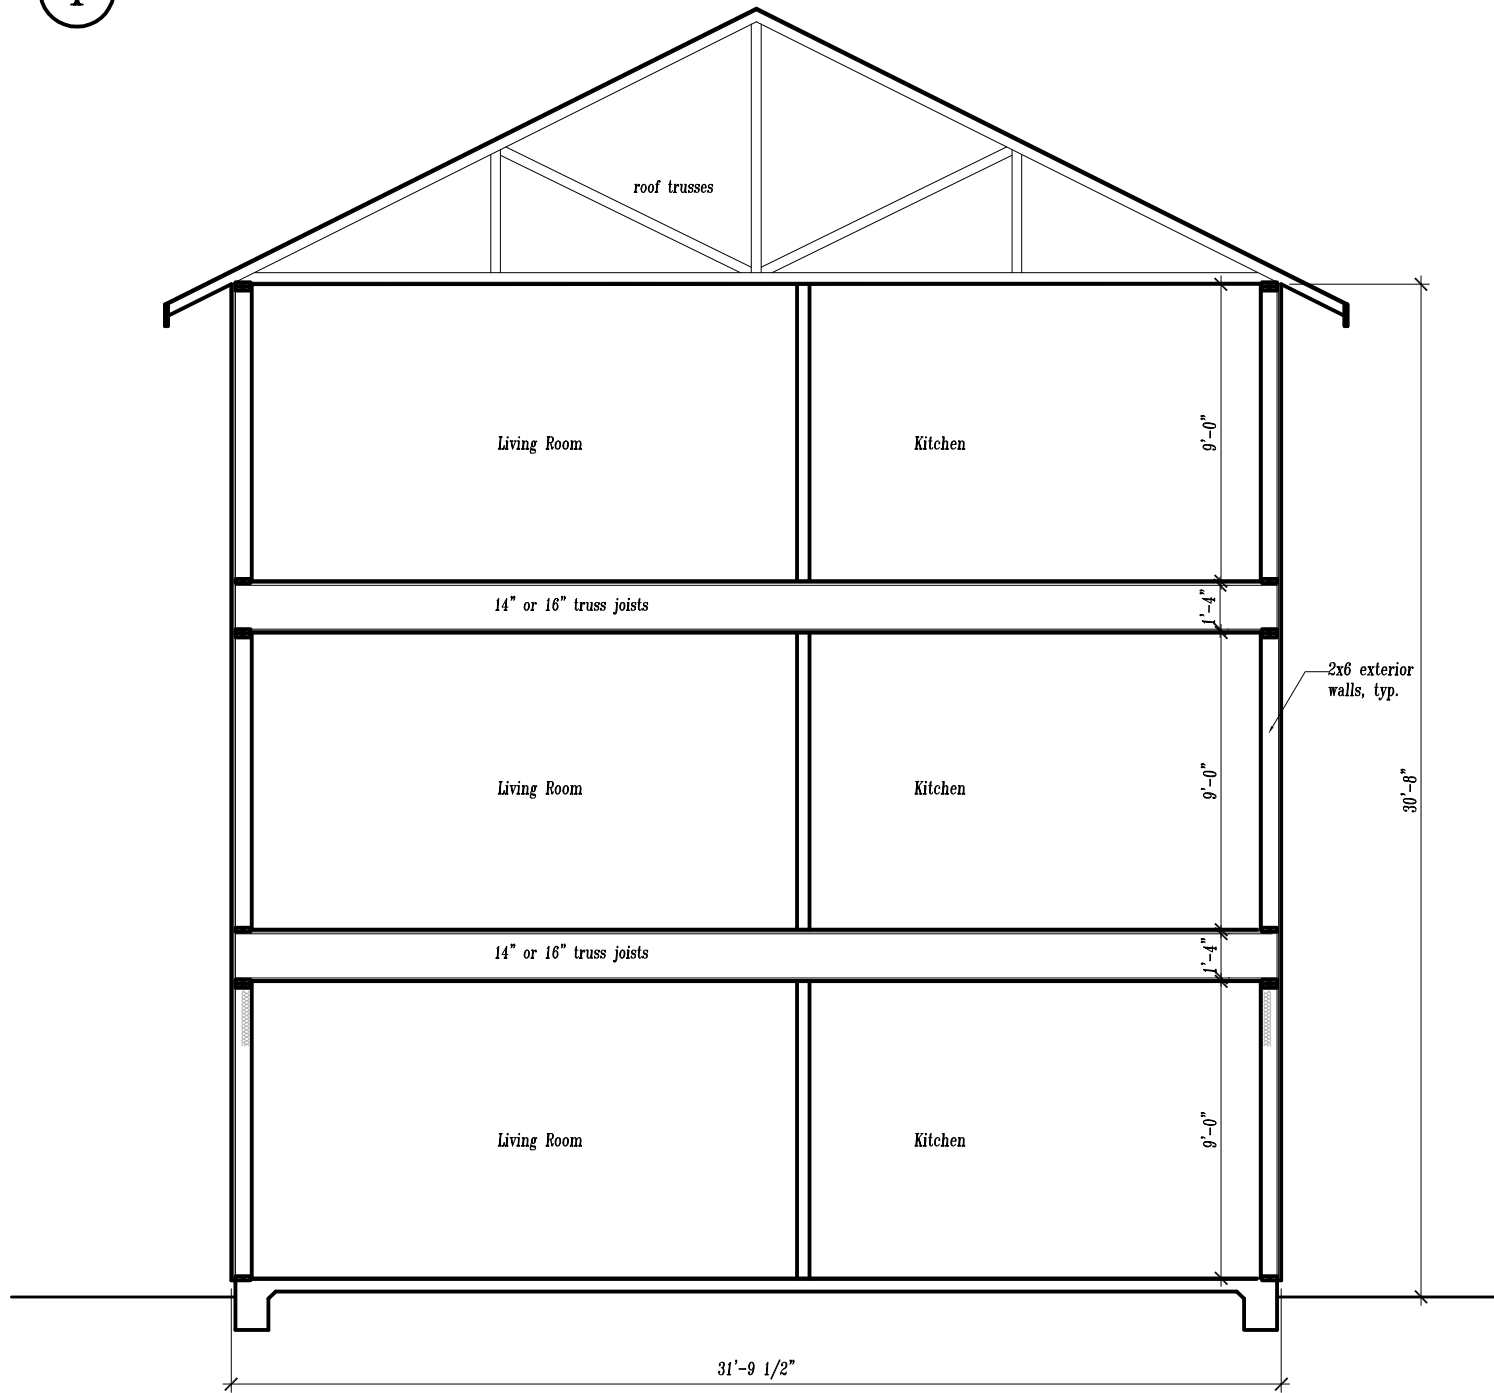 roof trusses
Living Room
Kitchen
9'-0"
14" or 16" truss joists
1'-4"
2x6 exterior
walls, typ.
Living Room
Kitchen
9'-0"
30'-8"
14" or 16" truss joists
1'-4"
Living Room
Kitchen
9'-0"
31'-9 1/2"